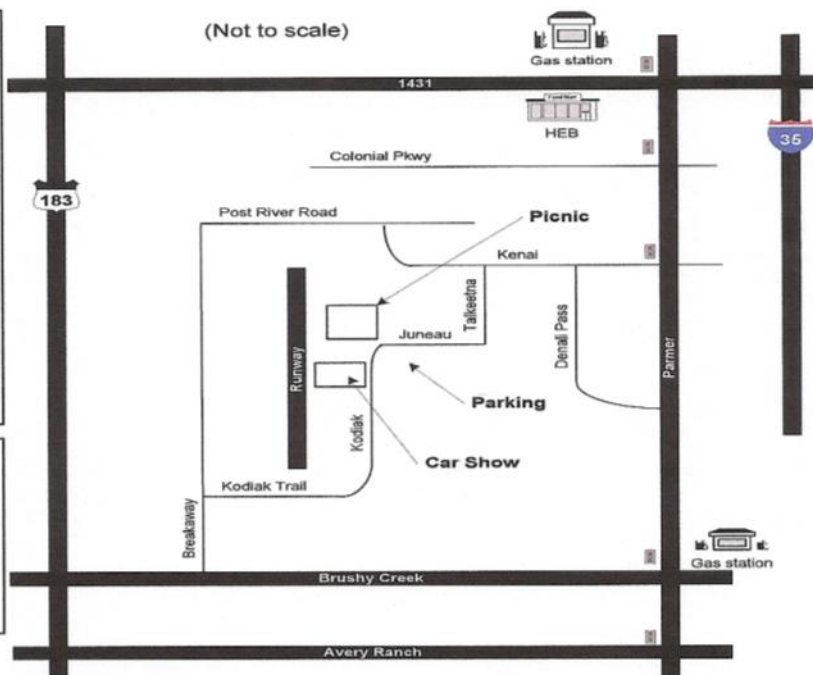 (Not to scale)
Gas station
1431
HEB
35
Colonial Pkwy
183
Post River Road
Picnic
Kenai
Talkeetna
Juneau
Denali Pass
Runway
Parmer
Parking
Kodiak
Car Show
Kodiak Trail
Breakaway
Gas station
Brushy Creek
Avery Ranch